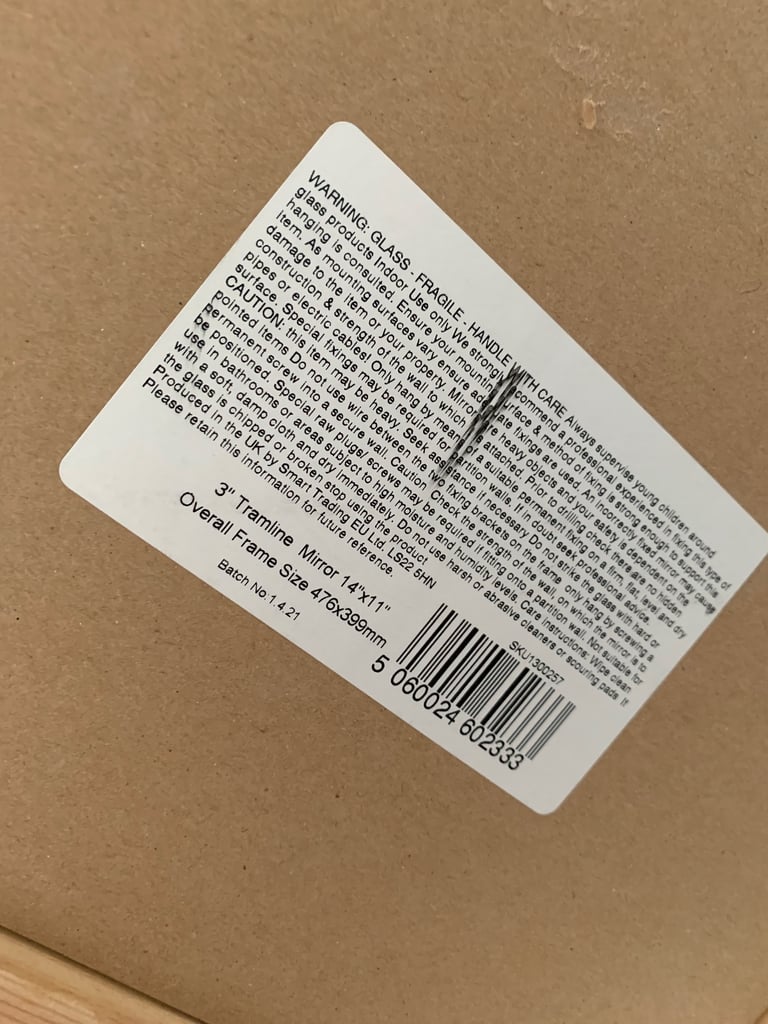 WARNING: GLASS - FRAGILE - HANDLE WITH CARE Always supervise young children around
glass products Indoor Use only We strongly recommend a professional experienced in fixing this type of
hanging is consulted. Ensure your mounting surface & method of fixing is strong enough to support this
item. As mounting surfaces vary ensure adequate fixings are used. An incorrectly fixed mirror may cause
damage to the item or your property. Mirrors are heavy objects and your safety is dependent on the
construction & strength of the wall to which attached. Prior to drilling check there are no hidden
pipes or electric cables! Only hang by means of a suitable permanent fixing on a firm, flat, level and dry
surface. Special fixings may be required for partition walls. If in doubt seek professional advice.
CAUTION: this item may be heavy. Seek assistance if necessary Do not strike the glass with hard or
pointed items Do not use wire between the fixing brackets on the frame, only hang by screwing a
permanent screw into a secure wall. Caution: Check the strength of the wall, on which the mirror is to
be positioned. Special raw plugs/ screws may be required if fitting onto a partition wall. Not suitable for
use in bathrooms or areas subject to high moisture and humidity levels. Care instructions: Wipe clean
with a soft, damp cloth and dry immediately. Do not use harsh or abrasive cleaners or scouring pads. If
the glass is chipped or broken stop using the product
Produced in the UK by Smart Trading EU Ltd. LS22 5HN
Please retain this information for future reference.
3" Tramline Mirror 14"x11"
Overall Frame Size 476x399mm
Batch No 1.4.21
SKU1300257
5 060024 602333